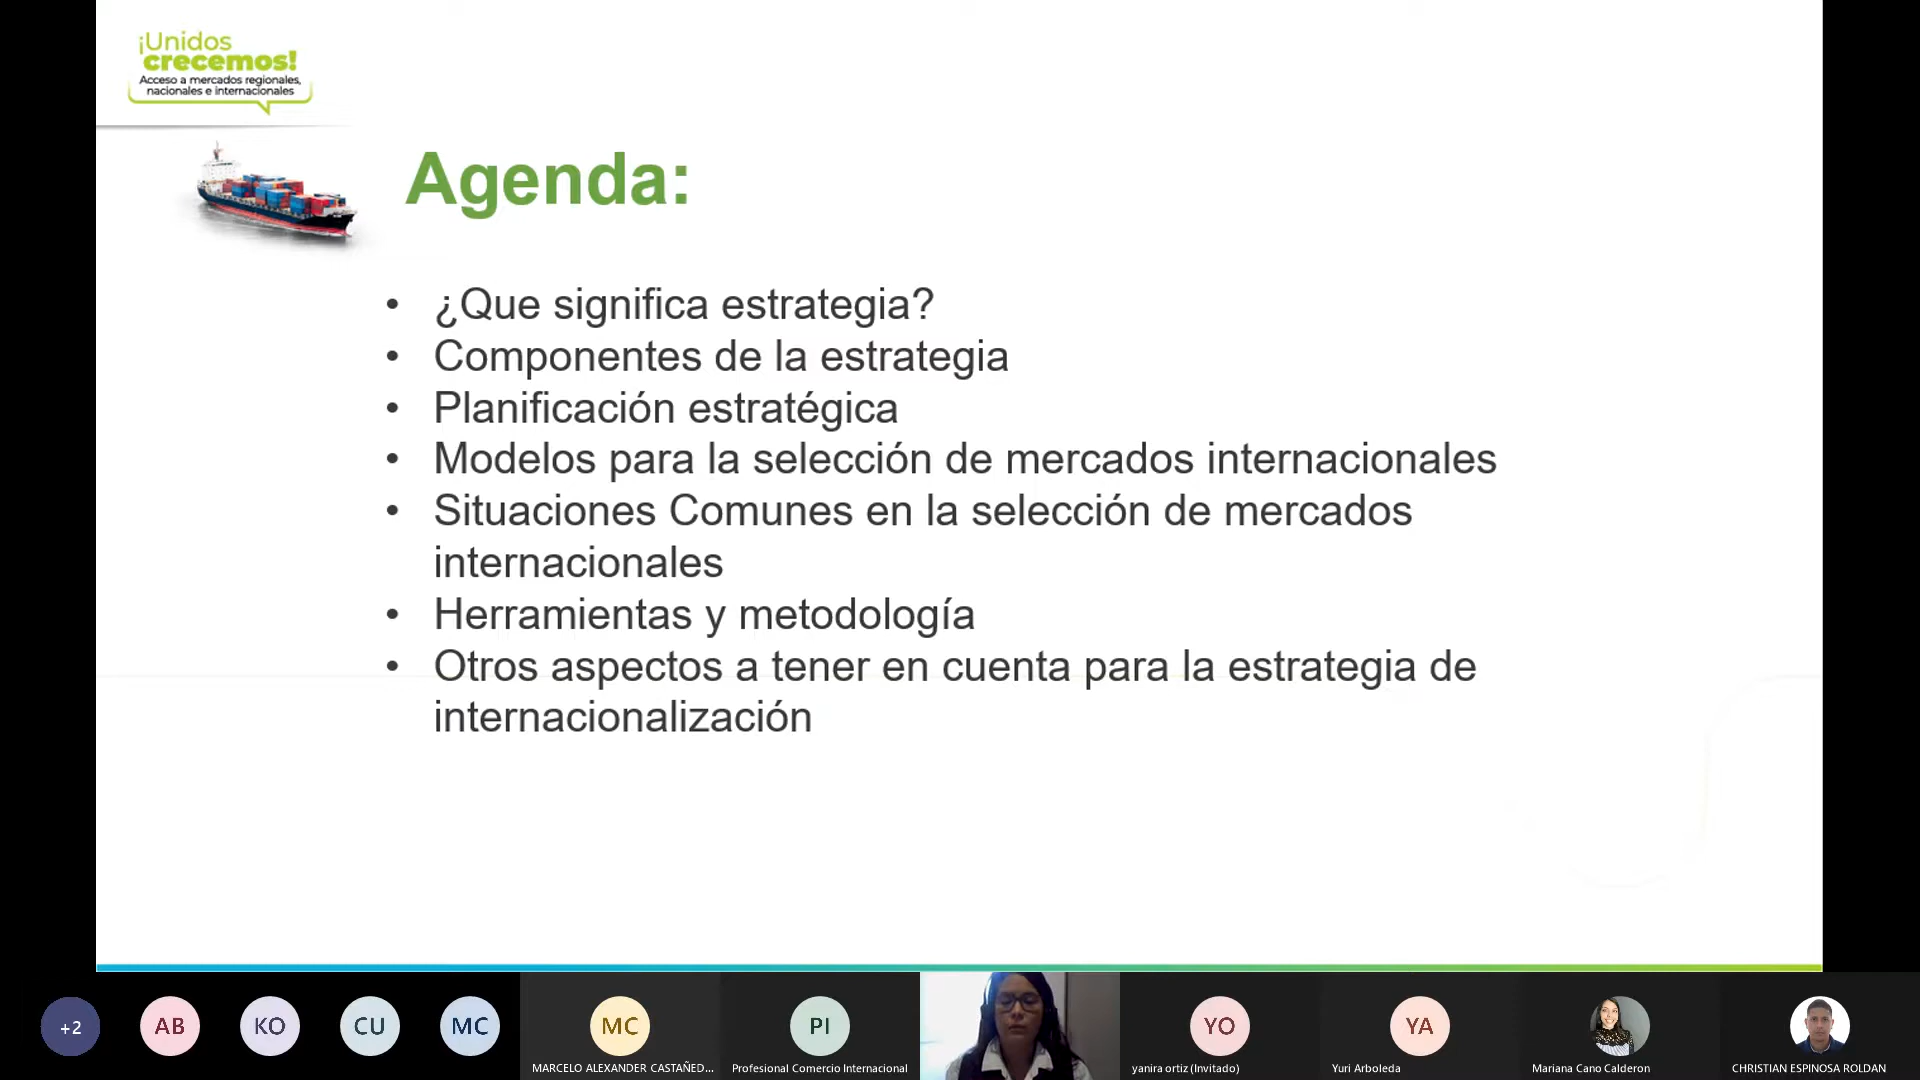 ¡Unidos
crecemos!
Acceso a mercados regionales,
nacionales e internacionales
Agenda:
• ¿Que significa estrategia?
• Componentes de la estrategia
• Planificación estratégica
• Modelos para la selección de mercados internacionales
• Situaciones Comunes en la selección de mercados
internacionales
• Herramientas y metodología
• Otros aspectos a tener en cuenta para la estrategia de
internacionalización
+2
AB
KO
CU
MC
MC
MARCELO ALEXANDER CASTAÑED...
PI
Profesional Comercio Internacional
YO
yanira ortiz (Invitado)
YA
Yuri Arboleda
Mariana Cano Calderon
CHRISTIAN ESPINOSA ROLDAN